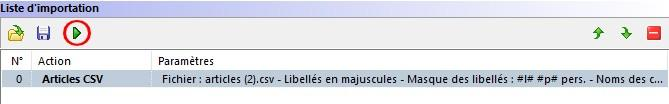 Liste d'importation
N° Action Paramètres
0 Articles CSV Fichier : articles (2).csv - Libellés en majuscules - Masque des libellés : #l# #p# pers. - Noms des c...